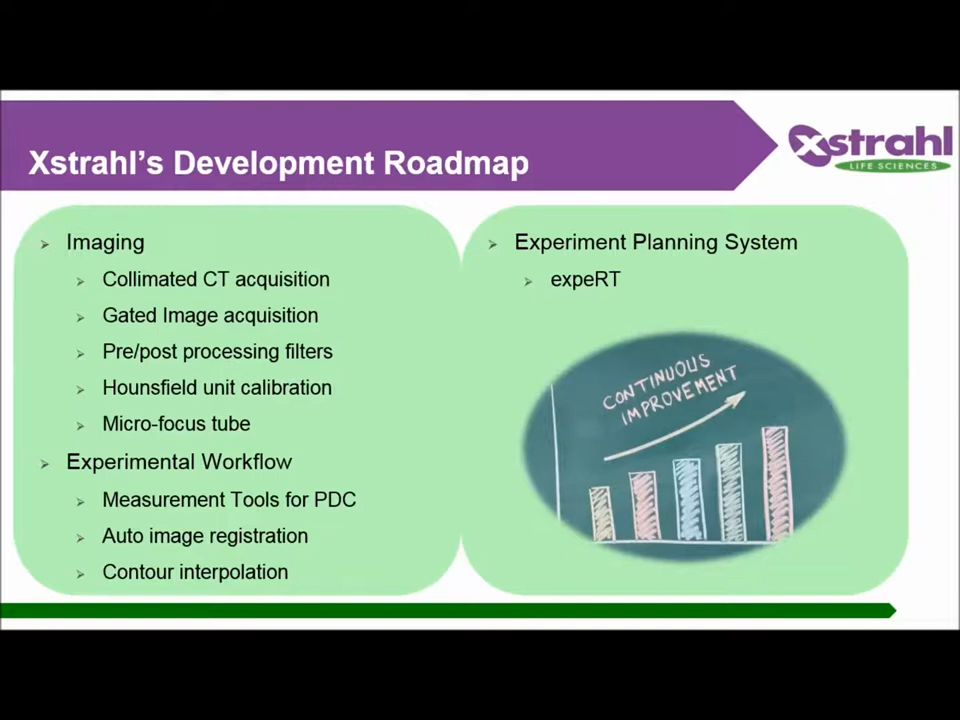 Xstrahl's Development Roadmap
xstrahl
LIFE SCIENCES
Imaging
Collimated CT acquisition
Gated Image acquisition
Pre/post processing filters
Hounsfield unit calibration
Micro-focus tube
Experimental Workflow
Measurement Tools for PDC
Auto image registration
Contour interpolation
Experiment Planning System
expeRT
CONTINUOUS
IMPROVEMENT